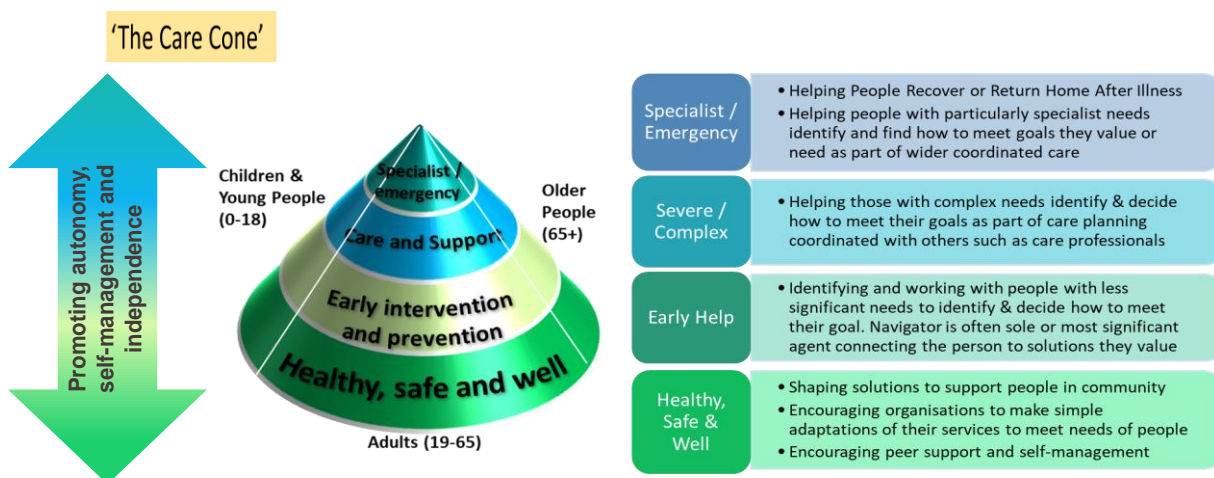 'The Care Cone'
Promoting autonomy,
self-management and
independence
Children &
Young People
(0-18)
Older
People
(65+)
Specialist /
emergency
Care and Support
Early intervention
and prevention
Healthy, safe and well
Adults (19-65)
Specialist /
Emergency
• Helping People Recover or Return Home After Illness
• Helping people with particularly specialist needs
identify and find how to meet goals they value or
need as part of wider coordinated care
Severe /
Complex
• Helping those with complex needs identify & decide
how to meet their goals as part of care planning
coordinated with others such as care professionals
Early Help
• Identifying and working with people with less
significant needs to identify & decide how to meet
their goal. Navigator is often sole or most significant
agent connecting the person to solutions they value
Healthy,
Safe &
Well
• Shaping solutions to support people in community
• Encouraging organisations to make simple
adaptations of their services to meet needs of people
• Encouraging peer support and self-management